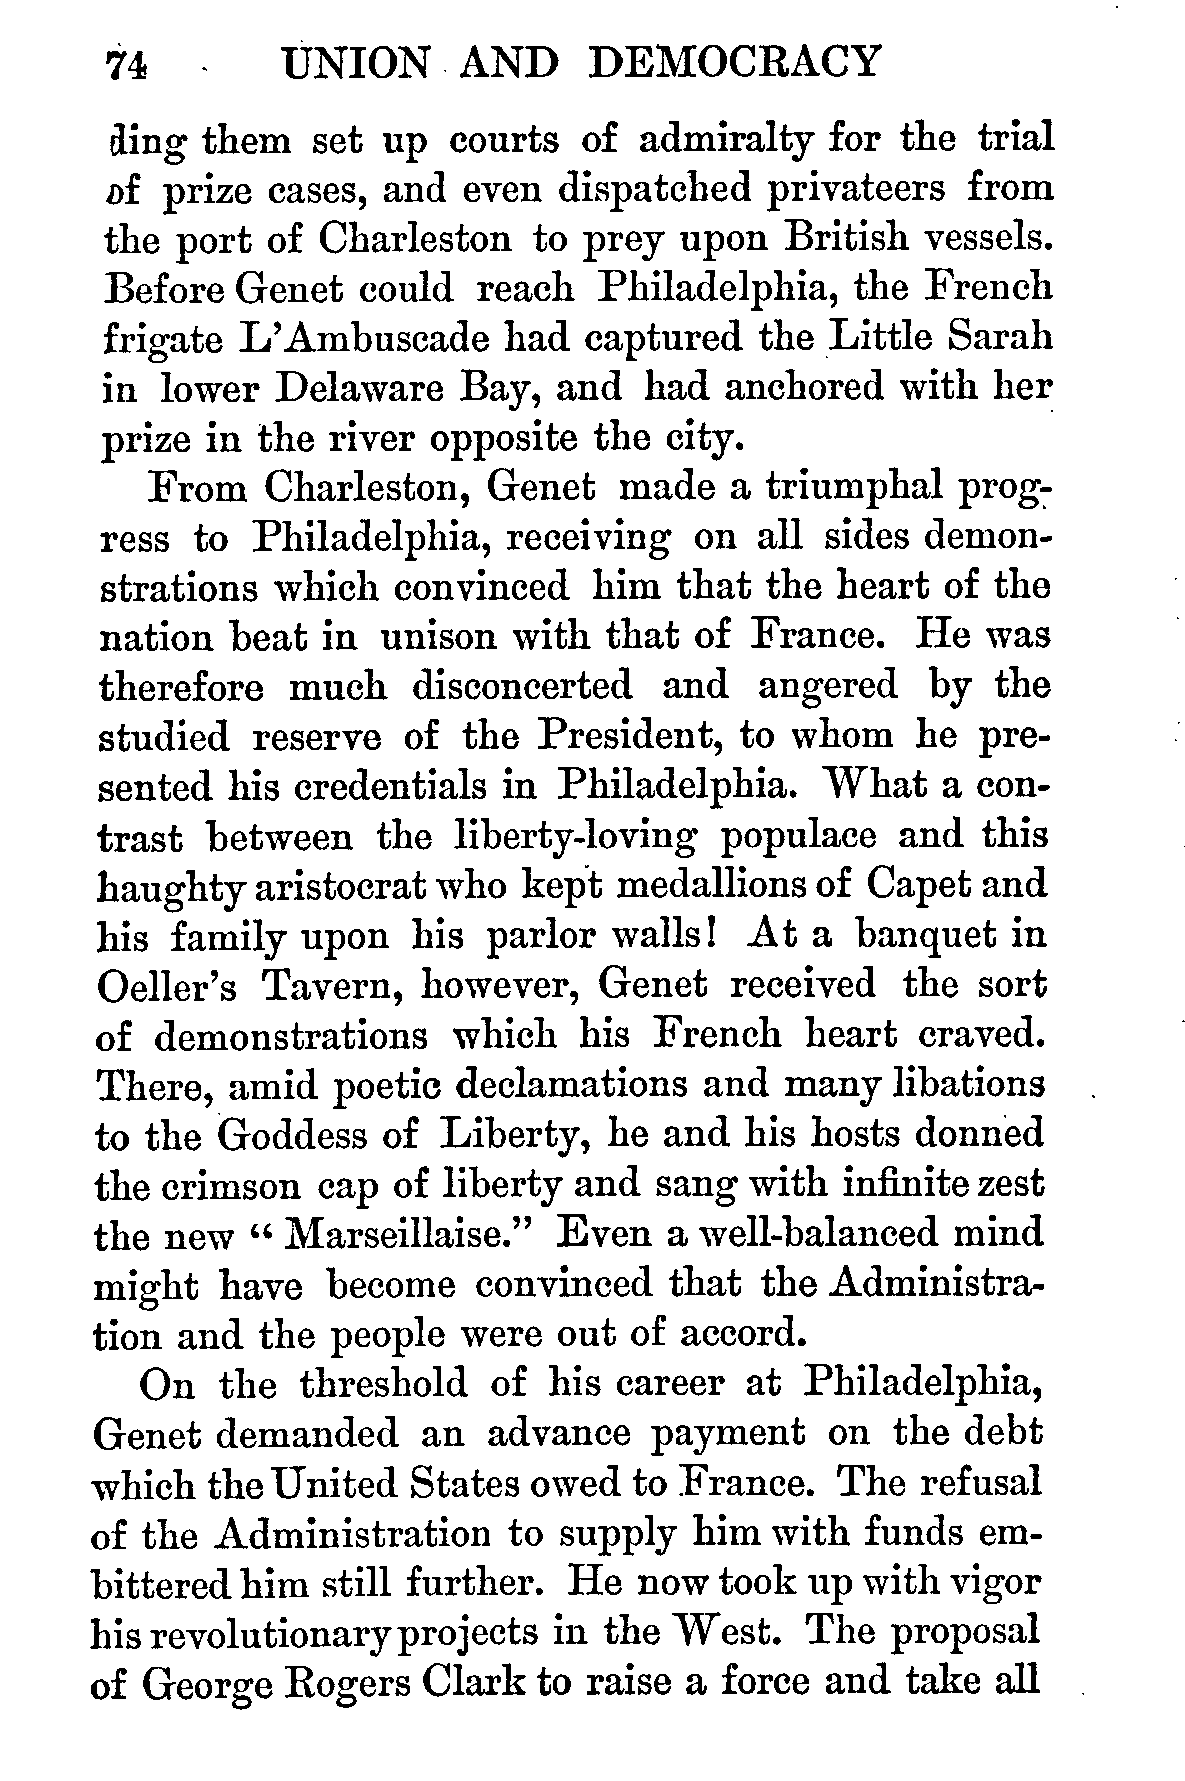 74 UNION AND DEMOCRACY
ding them set up courts of admiralty for the trial
of prize cases, and even dispatched privateers from
the port of Charleston to prey upon British vessels.
Before Genet could reach Philadelphia, the French
frigate L’Ambuscade had captured the Little Sarah
in lower Delaware Bay, and had anchored with her
prize in the river opposite the city.
From Charleston, Genet made a triumphal prog-
ress to Philadelphia, receiving on all sides demon-
strations which convinced him that the heart of the
nation beat in unison with that of France. He was
therefore much disconcerted and angered by the
studied reserve of the President, to whom he pre-
sented his credentials in Philadelphia. What a con-
trast between the liberty-loving populace and this
haughty aristocrat who kept medallions of Capet and
his family upon his parlor walls! At a banquet in
Oeller’s Tavern, however, Genet received the sort
of demonstrations which his French heart craved.
There, amid poetic declamations and many libations
to the Goddess of Liberty, he and his hosts donned
the crimson cap of liberty and sang with infinite zest
the new “ Marseillaise.” Even a well-balanced mind
might have become convinced that the Administra-
tion and the people were out of accord.
On the threshold of his career at Philadelphia,
Genet demanded an advance payment on the debt
which the United States owed to France. The refusal
of the Administration to supply him with funds em-
bittered him still further. He now took up with vigor
his revolutionary projects in the West. The proposal
of George Rogers Clark to raise a force and take all